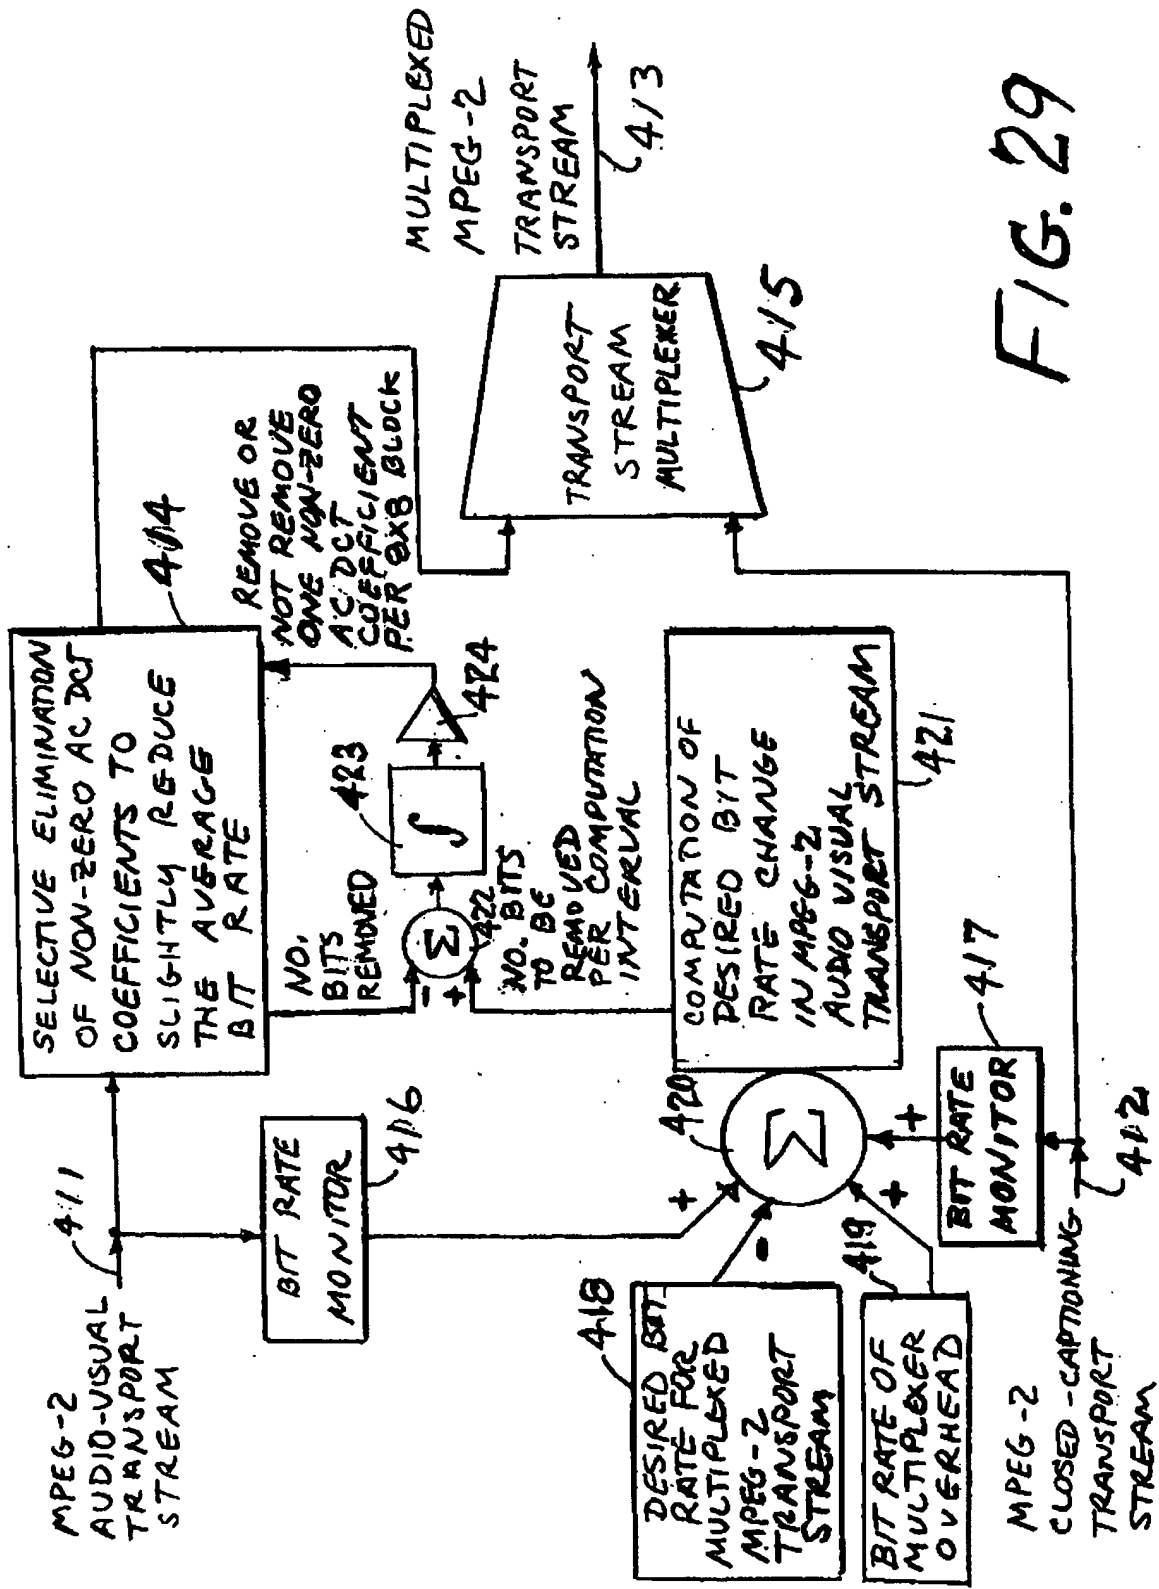 MPEG-2
AUDIO-VISUAL
TRANSPORT
STREAM
411
SELECTIVE ELIMINATION
OF NON-ZERO AC DCT
COEFFICIENTS TO
SLIGHTLY REDUCE
THE AVERAGE
BIT RATE
414
BIT RATE
MONITOR
416
NO.
BITS
REMOVED
-
+
Σ
422
∫
423
424
REMOVE OR
NOT REMOVE
ONE NON-ZERO
AC DCT
COEFFICIENT
PER 8X8 BLOCK
NO. BITS
TO BE
REMOVED
PER COMPUTATION
INTERVAL
MULTIPLEXED
MPEG-2
TRANSPORT
STREAM
413
TRANSPORT
STREAM
MULTIPLEXER
415
418
DESIRED BIT
RATE FOR
MULTIPLEXED
MPEG-2
TRANSPORT
STREAM
+
-
+
+
Σ
420
COMPUTATION OF
DESIRED BIT
RATE CHANGE
IN MPEG-2
AUDIO VISUAL
TRANSPORT STREAM
421
419
BIT RATE OF
MULTIPLEXER
OVERHEAD
BIT RATE
MONITOR
417
MPEG-2
CLOSED-CAPTIONING
TRANSPORT
STREAM
412
FIG. 29